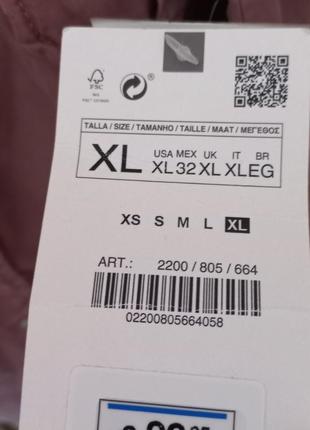 FSC
TALLA / SIZE / TAMANHO / TAILLE / MAAT / ΜΕΓΕΘΟΣ
XL
USA MEX UK IT BR
XL 32 XL XL EG
XS S M L XL
ART.: 2200 / 805 / 664
02200805664058